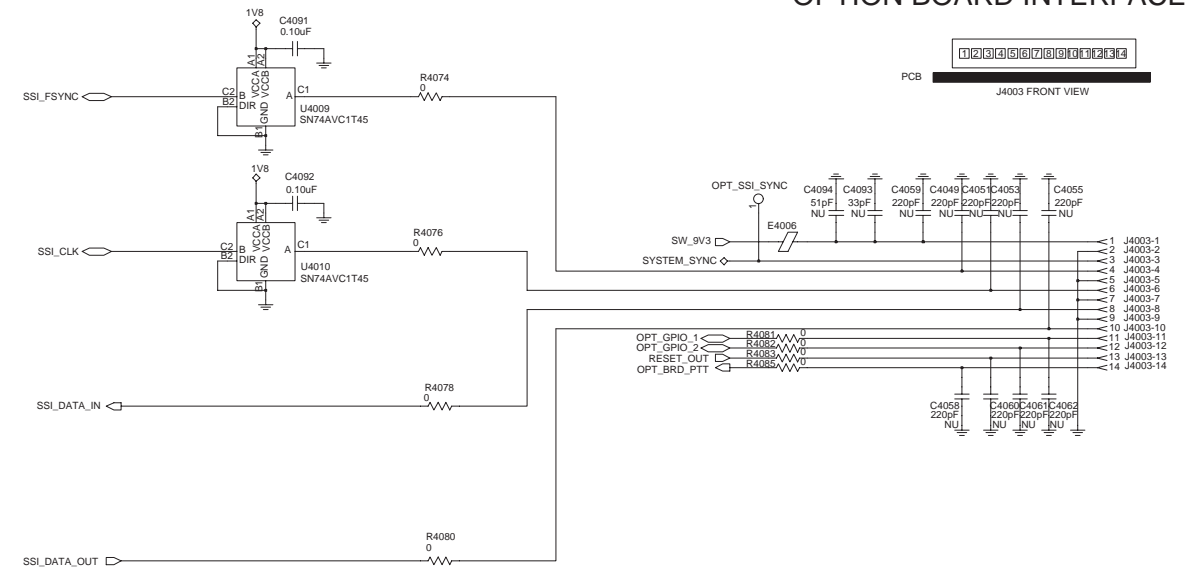 OPTION BOARD INTERFACE
1 2 3 4 5 6 7 8 9 10 11 12 13 14
PCB
J4003 FRONT VIEW
1V8
C4091
0.10uF
A1
A2
VCCA
VCCB
SSI_FSYNC
C2
B
B2
DIR
GND
B1
A
C1
U4009
SN74AVC1T45
R4074
0
1V8
C4092
0.10uF
A1
A2
VCCA
VCCB
SSI_CLK
C2
B
B2
DIR
GND
B1
A
C1
U4010
SN74AVC1T45
R4076
0
OPT_SSI_SYNC
1
C4094
51pF
NU
C4093
33pF
NU
C4059
220pF
NU
C4049
220pF
NU
C4051
220pF
NU
C4053
220pF
NU
C4055
220pF
NU
E4006
SW_9V3
SYSTEM_SYNC
1 J4003-1
2 J4003-2
3 J4003-3
4 J4003-4
5 J4003-5
6 J4003-6
7 J4003-7
8 J4003-8
9 J4003-9
10 J4003-10
11 J4003-11
12 J4003-12
13 J4003-13
14 J4003-14
OPT_GPIO_1 R4081 0
OPT_GPIO_2 R4082 0
RESET_OUT R4083 0
OPT_BRD_PTT R4085 0
C4058
220pF
NU
C4060
220pF
NU
C4061
220pF
NU
C4062
220pF
NU
R4078
0
SSI_DATA_IN
R4080
0
SSI_DATA_OUT